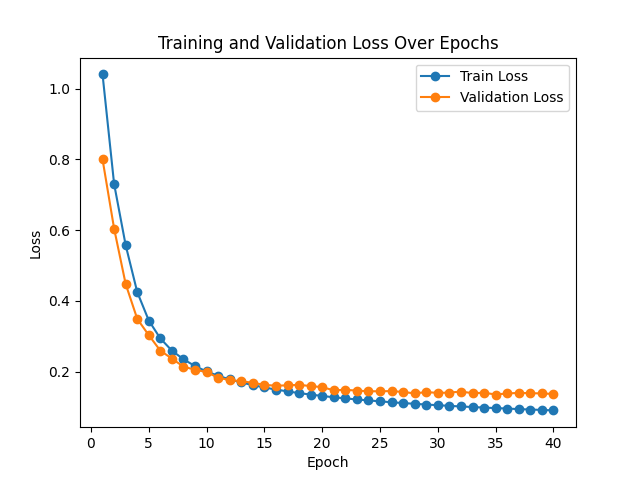 Training and Validation Loss Over Epochs
Train Loss
Validation Loss
Loss
1.0
0.8
0.6
0.4
0.2
0 5 10 15 20 25 30 35 40
Epoch